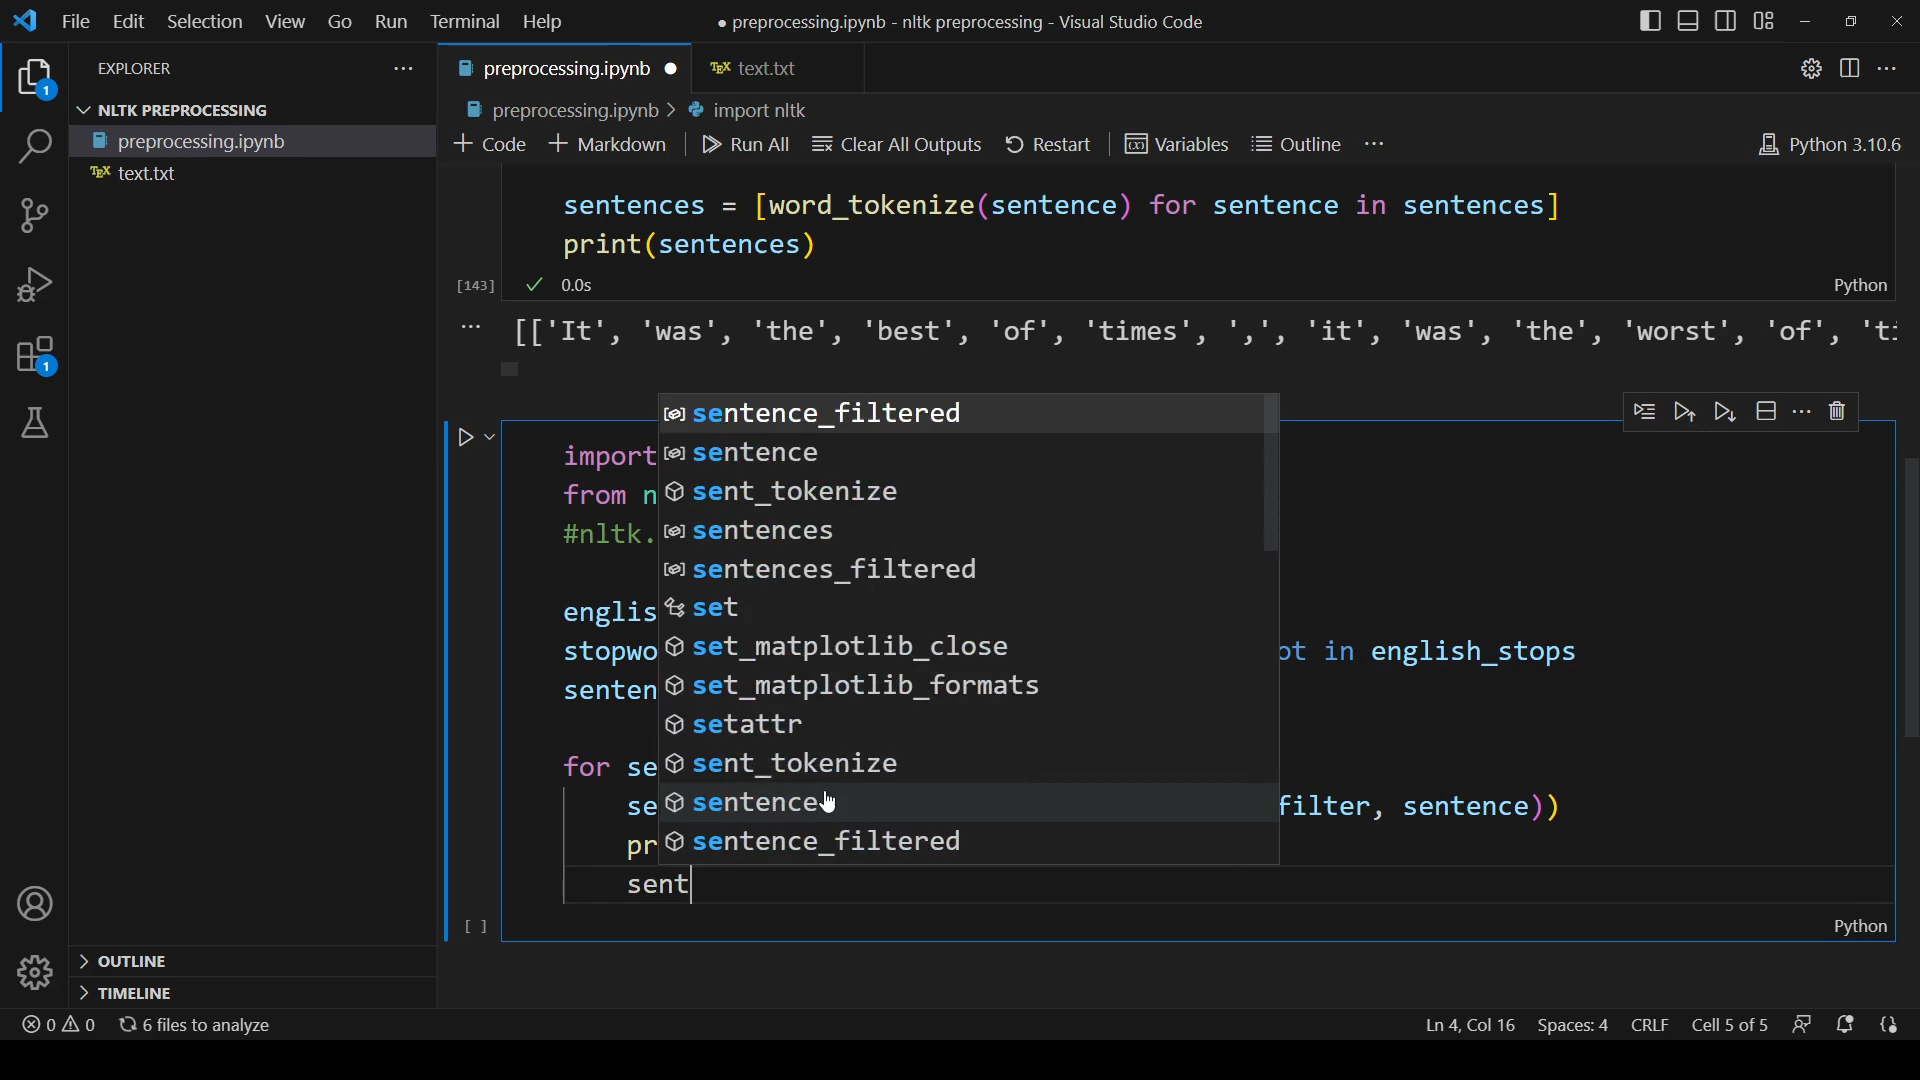 File Edit Selection View Go Run Terminal Help
● preprocessing.ipynb - nltk preprocessing - Visual Studio Code
EXPLORER
NLTK PREPROCESSING
preprocessing.ipynb
text.txt
OUTLINE
TIMELINE
1
1
preprocessing.ipynb
TEX text.txt
preprocessing.ipynb > import nltk
+ Code + Markdown Run All Clear All Outputs Restart Variables Outline ...
Python 3.10.6
sentences = [word_tokenize(sentence) for sentence in sentences]
print(sentences)
[143] ✓ 0.0s Python
[['It', 'was', 'the', 'best', 'of', 'times', ',', 'it', 'was', 'the', 'worst', 'of', 'ti
import
from n
#nltk.
englis
stopwo ot in english_stops
senten
for se
se filter, sentence))
pr
sent
sentence_filtered
sentence
sent_tokenize
sentences
sentences_filtered
set
set_matplotlib_close
set_matplotlib_formats
setattr
sent_tokenize
sentence
sentence_filtered
[ ] Python
0 0 6 files to analyze
Ln 4, Col 16 Spaces: 4 CRLF Cell 5 of 5